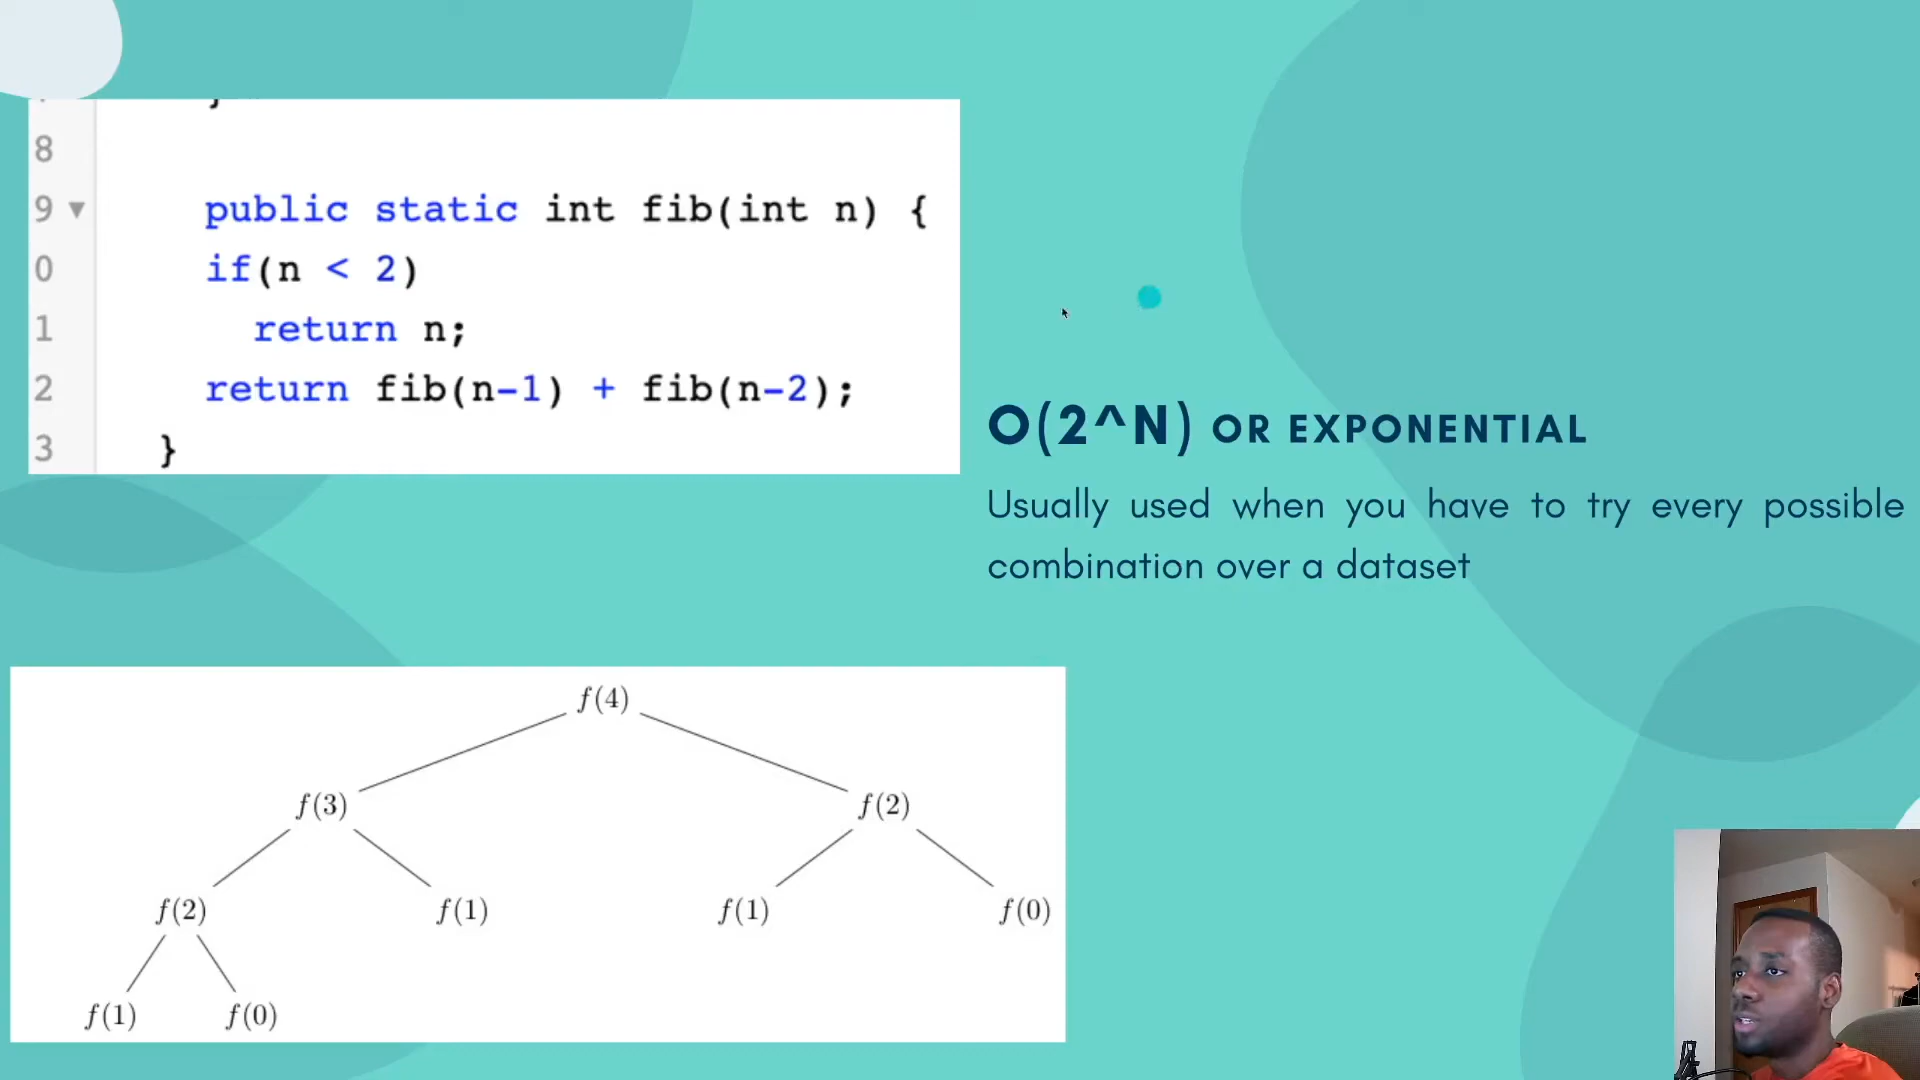 8
9 public static int fib(int n) {
0 if(n < 2)
1 return n;
2 return fib(n-1) + fib(n-2);
3 }
O(2^N) OR EXPONENTIAL
Usually used when you have to try every possible
combination over a dataset
f(4)
f(3) f(2)
f(2) f(1) f(1) f(0)
f(1) f(0)